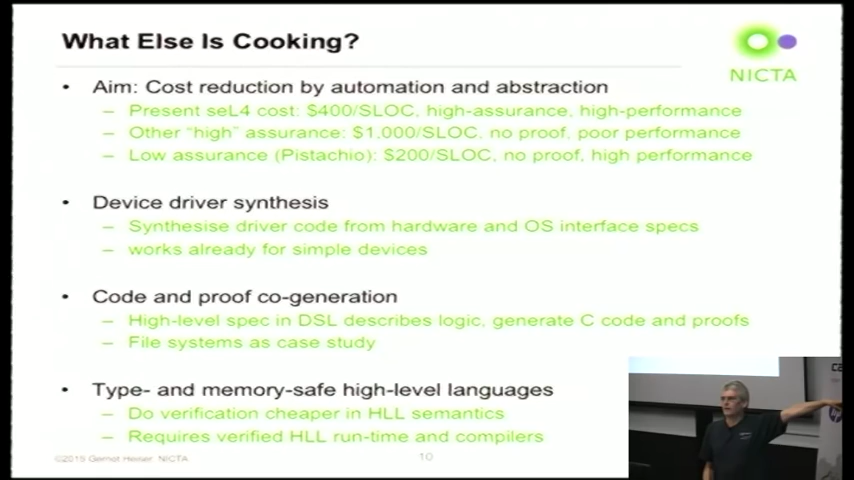 What Else Is Cooking?
NICTA
• Aim: Cost reduction by automation and abstraction
– Present seL4 cost: $400/SLOC, high-assurance, high-performance
– Other "high" assurance: $1,000/SLOC, no proof, poor performance
– Low assurance (Pistachio): $200/SLOC, no proof, high performance
• Device driver synthesis
– Synthesise driver code from hardware and OS interface specs
– works already for simple devices
• Code and proof co-generation
– High-level spec in DSL describes logic, generate C code and proofs
– File systems as case study
• Type- and memory-safe high-level languages
– Do verification cheaper in HLL semantics
– Requires verified HLL run-time and compilers
Gernot Heiser NICTA
10